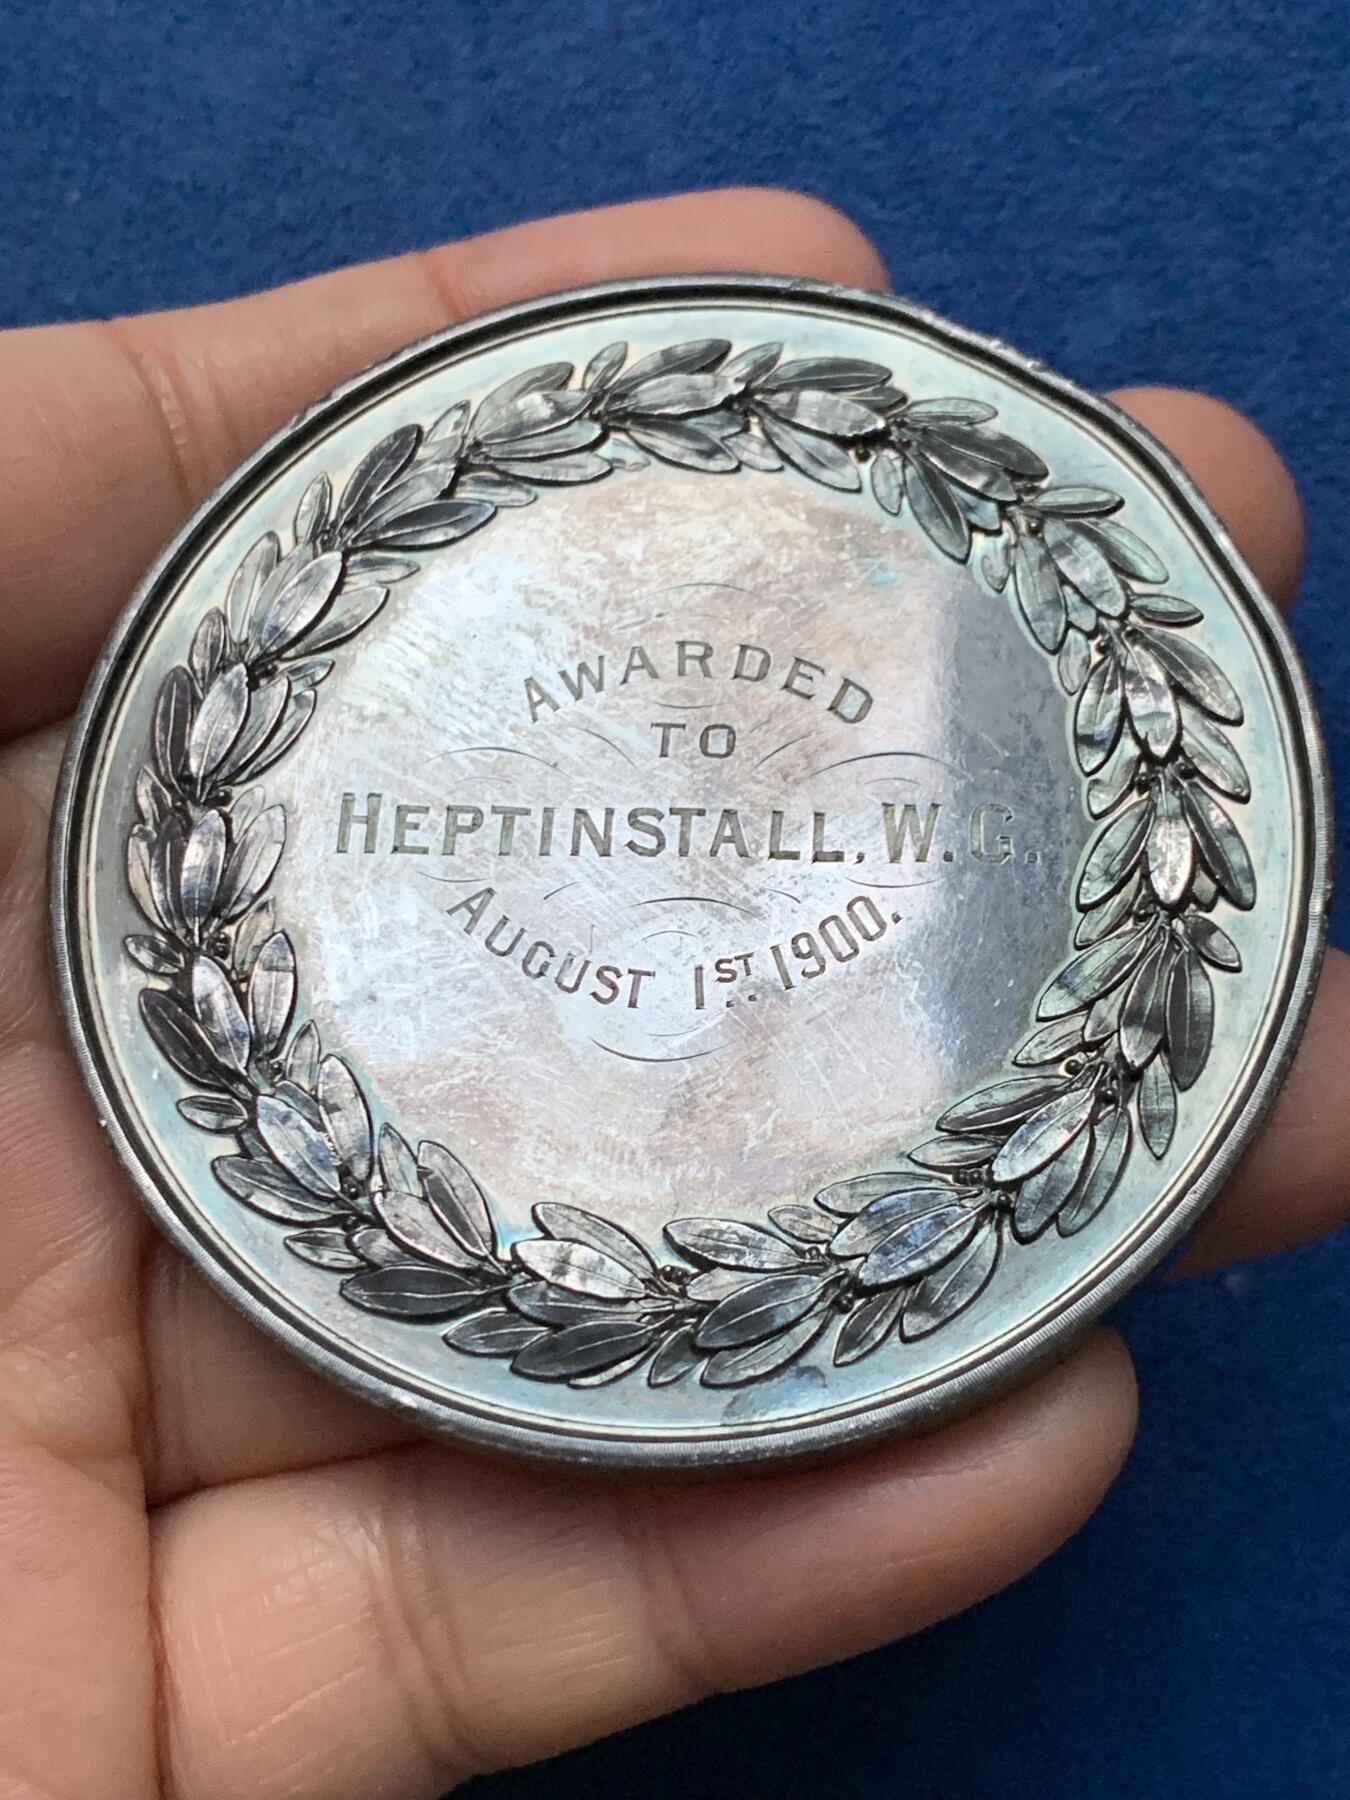 AWARDED
TO
HEPTINSTALL, W.G.
AUGUST 1ST 1900.